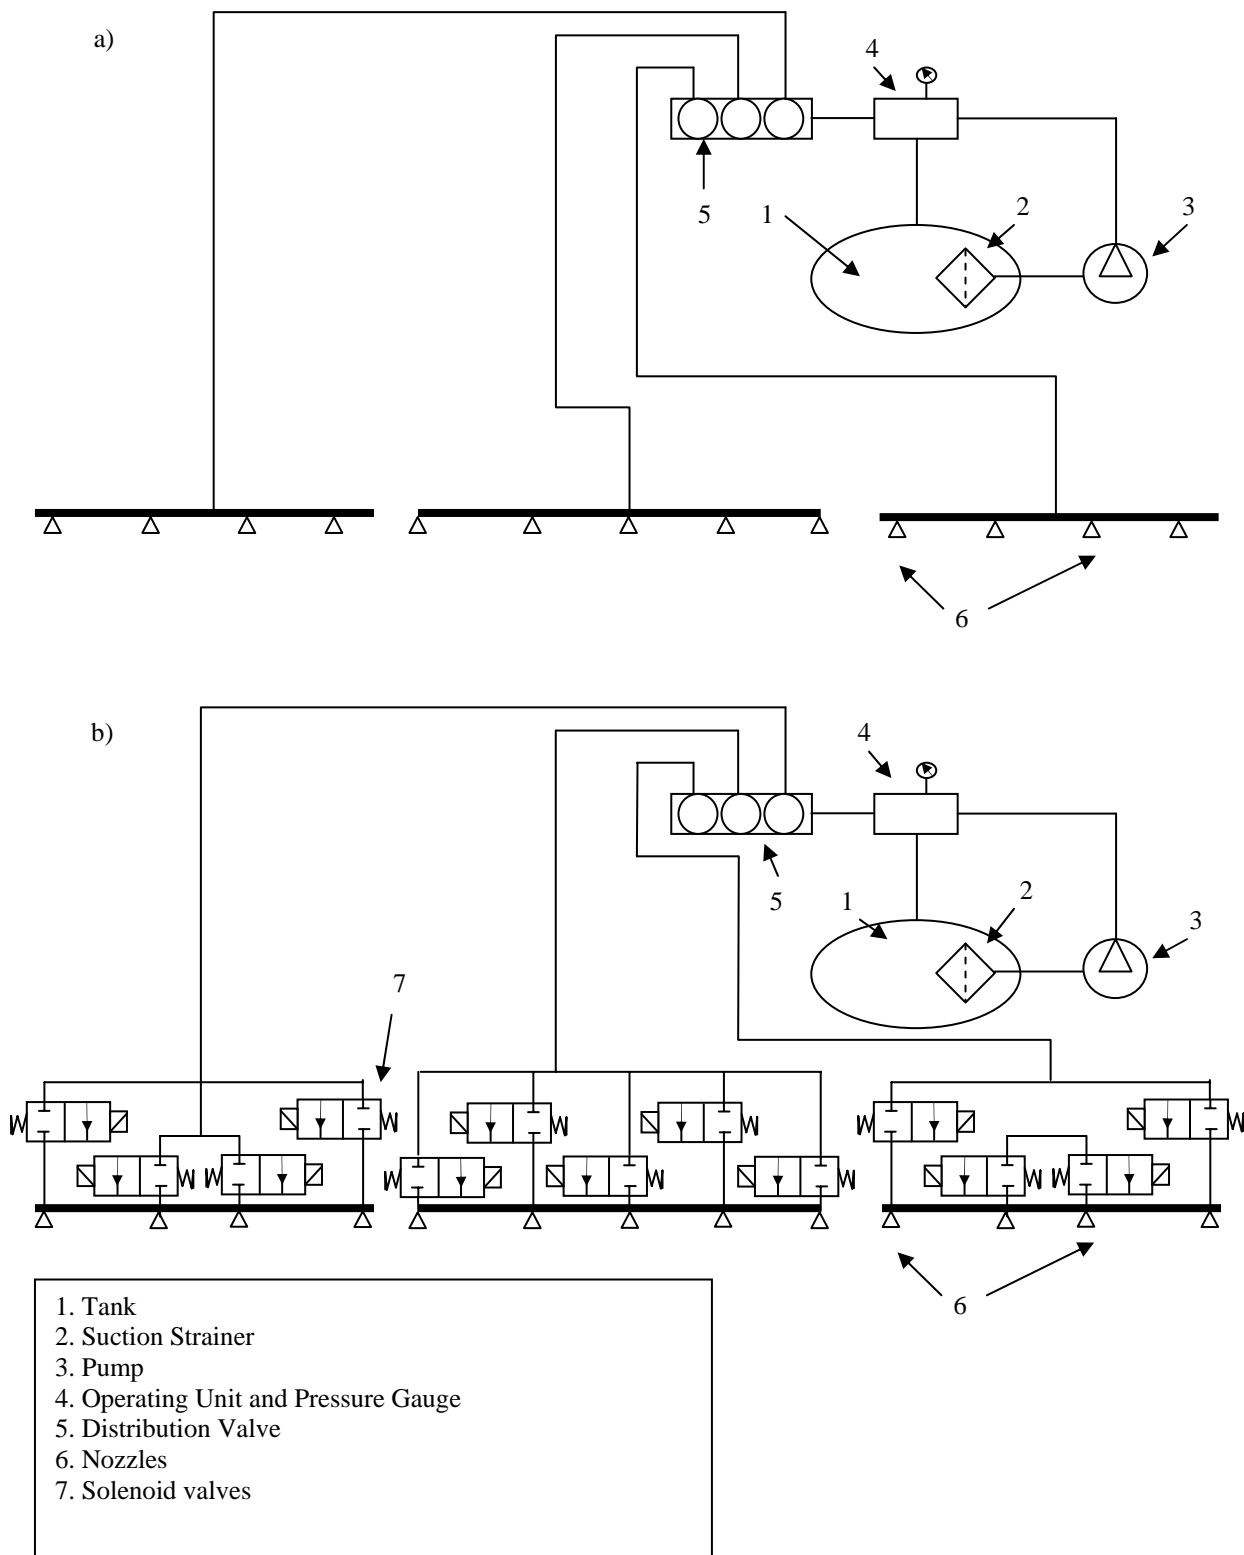 a)
4
5
1
2
3
6
b)
4
5
1
2
3
7
6
1. Tank
2. Suction Strainer
3. Pump
4. Operating Unit and Pressure Gauge
5. Distribution Valve
6. Nozzles
7. Solenoid valves